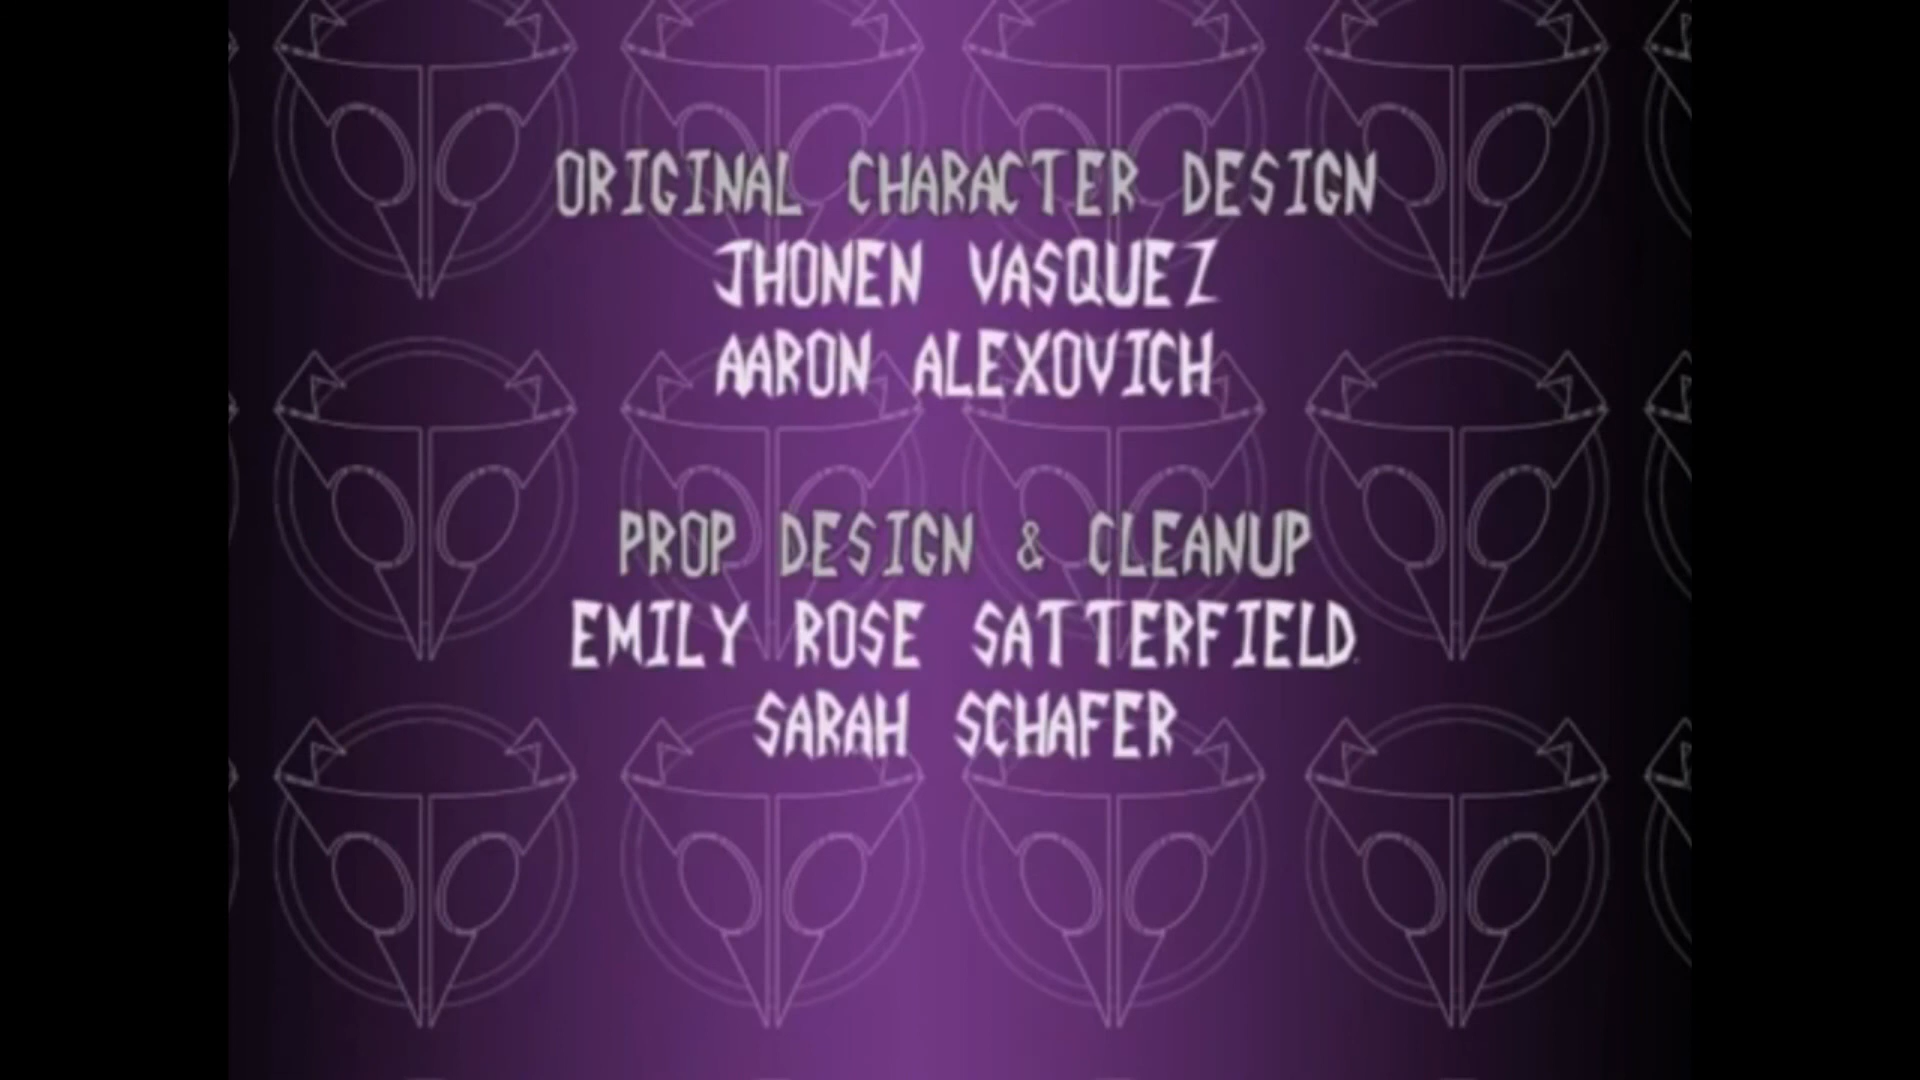 ORIGINAL CHARACTER DESIGN
JHONEN VASQUEZ
AARON ALEXOVICH
PROP DESIGN & CLEANUP
EMILY ROSE SATTERFIELD
SARAH SCHAFER